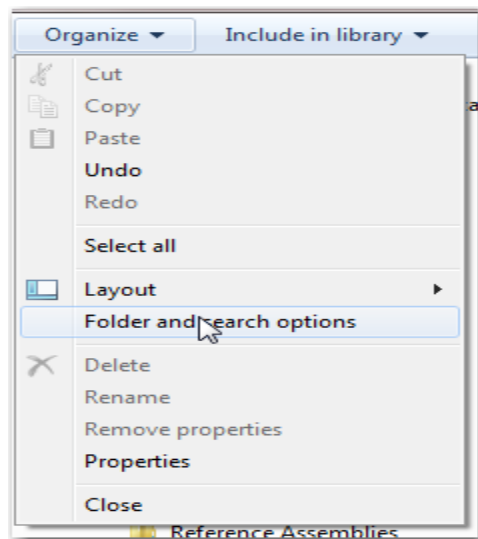 Organize Include in library
Cut
Copy
Paste
Undo
Redo
Select all
Layout
Folder and search options
Delete
Rename
Remove properties
Properties
Close
Reference Assemblies